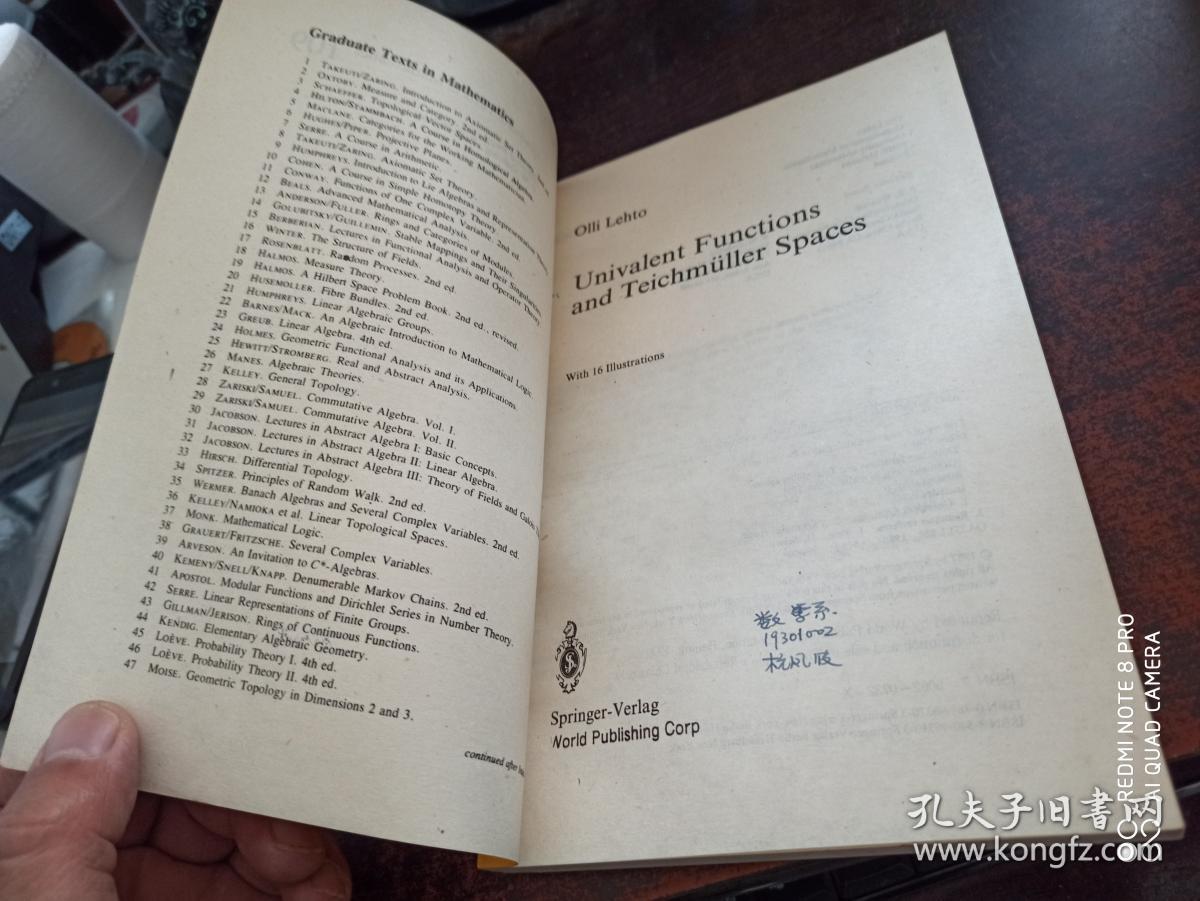 Graduate Texts in Mathematics
1 TAKEUTI/ZARING. Introduction to Axiomatic Set Theory.
2 OXTOBY. Measure and Category. 2nd ed.
3 SCHAEFFER. Topological Vector Spaces.
4 HILTON/STAMMBACH. A Course in Homological Algebra.
5 MACLANE. Categories for the Working Mathematician.
6 HUGHES/PIPER. Projective Planes.
7 SERRE. A Course in Arithmetic.
8 TAKEUTI/ZARING. Axiomatic Set Theory.
9 HUMPHREYS. Introduction to Lie Algebras and Representation Theory.
10 COHEN. A Course in Simple Homotopy Theory.
11 CONWAY. Functions of One Complex Variable. 2nd ed.
12 BEALS. Advanced Mathematical Analysis.
13 ANDERSON/FULLER. Rings and Categories of Modules.
14 GOLUBITSKY/GUILLEMIN. Stable Mappings and Their Singularities.
15 BERBERIAN. Lectures in Functional Analysis and Operator Theory.
16 WINTER. The Structure of Fields.
17 ROSENBLATT. Random Processes. 2nd ed.
18 HALMOS. Measure Theory.
19 HALMOS. A Hilbert Space Problem Book. 2nd ed., revised.
20 HUSEMOLLER. Fibre Bundles. 2nd ed.
21 HUMPHREYS. Linear Algebraic Groups.
22 BARNES/MACK. An Algebraic Introduction to Mathematical Logic.
23 GREUB. Linear Algebra. 4th ed.
24 HOLMES. Geometric Functional Analysis and its Applications.
25 HEWITT/STROMBERG. Real and Abstract Analysis.
26 MANES. Algebraic Theories.
27 KELLEY. General Topology.
28 ZARISKI/SAMUEL. Commutative Algebra. Vol. I.
29 ZARISKI/SAMUEL. Commutative Algebra. Vol. II.
30 JACOBSON. Lectures in Abstract Algebra I: Basic Concepts.
31 JACOBSON. Lectures in Abstract Algebra II: Linear Algebra.
32 JACOBSON. Lectures in Abstract Algebra III: Theory of Fields and Galois
33 HIRSCH. Differential Topology.
34 SPITZER. Principles of Random Walk. 2nd ed.
35 WERMER. Banach Algebras and Several Complex Variables. 2nd ed.
36 KELLEY/NAMIOKA et al. Linear Topological Spaces.
37 MONK. Mathematical Logic.
38 GRAUERT/FRITZSCHE. Several Complex Variables.
39 ARVESON. An Invitation to C*-Algebras.
40 KEMENY/SNELL/KNAPP. Denumerable Markov Chains. 2nd ed.
41 APOSTOL. Modular Functions and Dirichlet Series in Number Theory.
42 SERRE. Linear Representations of Finite Groups.
43 GILLMAN/JERISON. Rings of Continuous Functions.
44 KENDIG. Elementary Algebraic Geometry.
45 LOÈVE. Probability Theory I. 4th ed.
46 LOÈVE. Probability Theory II. 4th ed.
47 MOISE. Geometric Topology in Dimensions 2 and 3.
continued after
Olli Lehto
Univalent Functions
and Teichmüller Spaces
With 16 Illustrations
数学系.
19301002
Springer-Verlag
World Publishing Corp
孔夫子旧书网
www.kongfz.com
REDMI NOTE 8 PRO
AI QUAD CAMERA